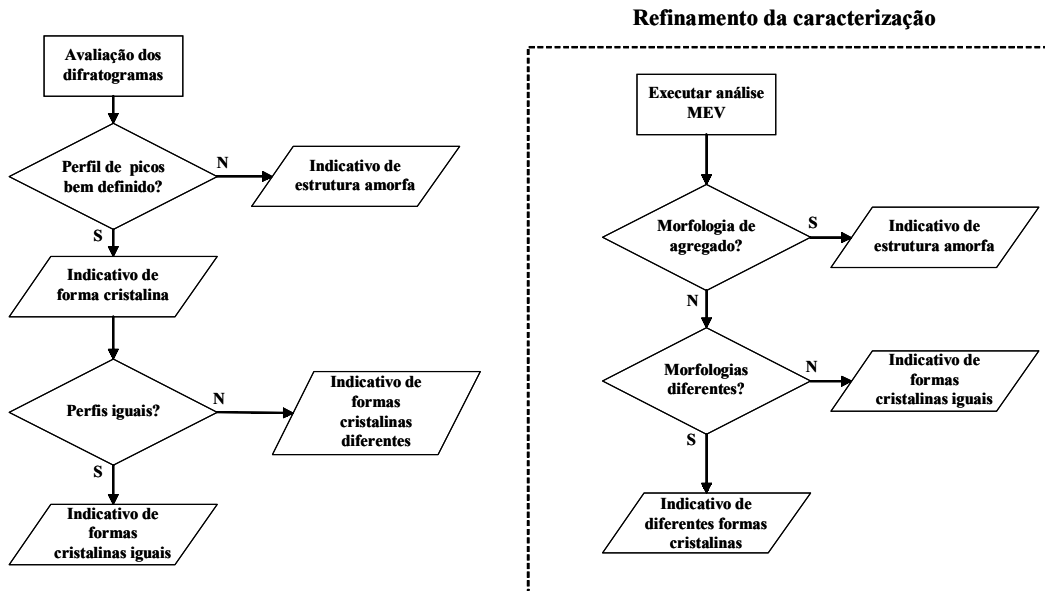 Refinamento da caracterização
Avaliação dos
difratogramas
Perfil de picos
bem definido?
N
Indicativo de
estrutura amorfa
S
Indicativo de
forma cristalina
Perfis iguais?
N
Indicativo de
formas
cristalinas
diferentes
S
Indicativo de
formas
cristalinas iguais
Executar análise
MEV
Morfologia de
agregado?
S
Indicativo de
estrutura amorfa
N
Morfologias
diferentes?
N
Indicativo de
formas
cristalinas iguais
S
Indicativo de
diferentes formas
cristalinas